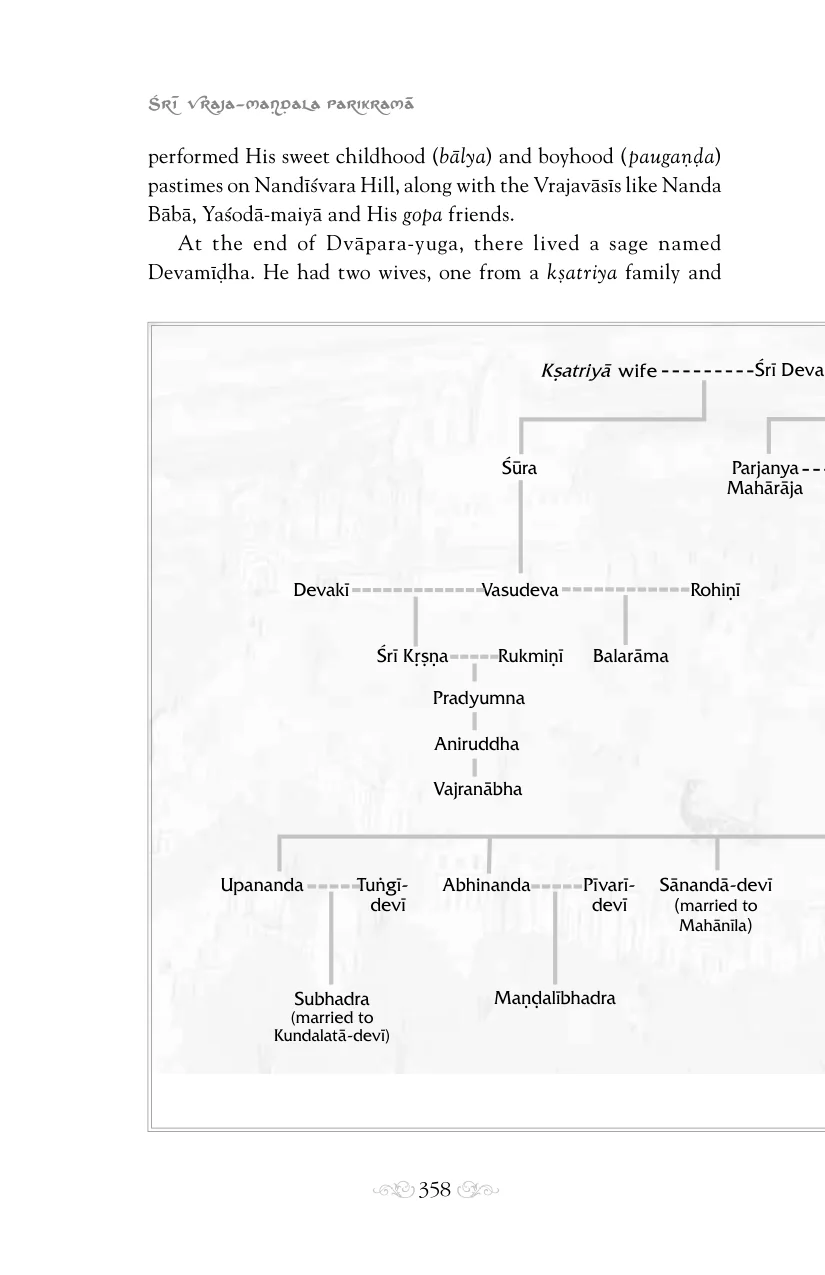 Śrī Vraja-maṇḍala Parikramā
performed His sweet childhood (bālya) and boyhood (paugaṇḍa)
pastimes on Nandīśvara Hill, along with the Vrajavāsīs like Nanda
Bābā, Yaśodā-maiyā and His gopa friends.
At the end of Dvāpara-yuga, there lived a sage named
Devamīḍha. He had two wives, one from a kṣatriya family and
Kṣatriyā wife Śrī Deva
Śūra Parjanya
Mahārāja
Devakī Vasudeva Rohiṇī
Śrī Kṛṣṇa Rukmiṇī Balarāma
Pradyumna
Aniruddha
Vajranābha
Upananda Tuṅgī- Abhinanda Pīvarī- Sānandā-devī
devī devī (married to
Mahānīla)
Subhadra Maṇḍalībhadra
(married to
Kundalatā-devī)
358